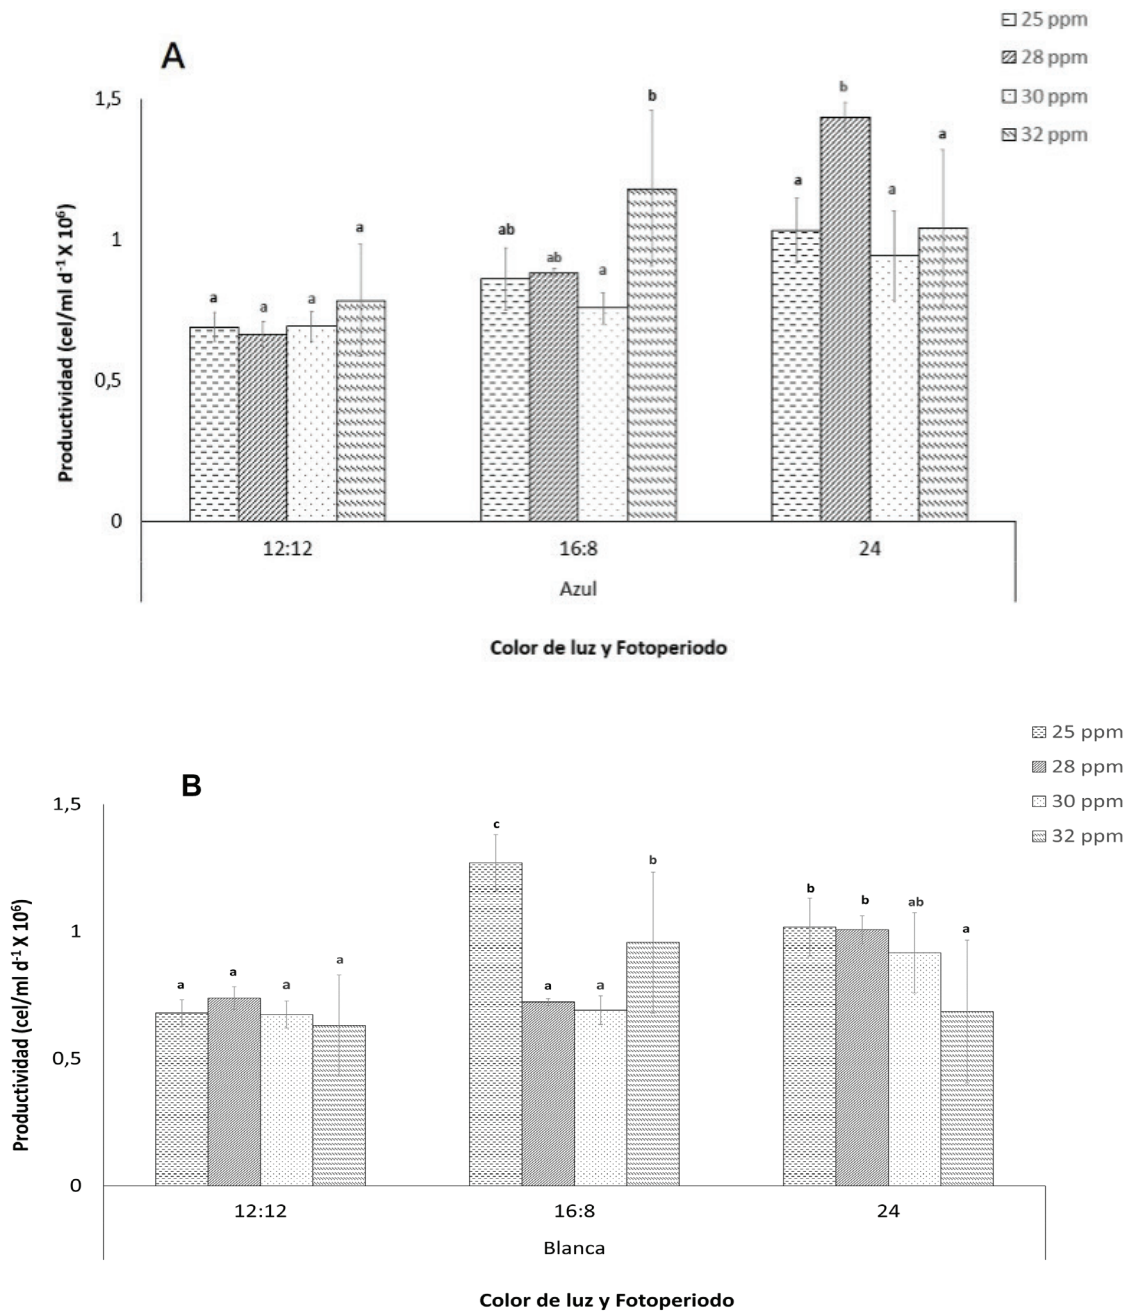 A
25 ppm
28 ppm
30 ppm
32 ppm
Productividad (cel/ml d⁻¹ X 10⁶)
1,5
1
0,5
0
a a a a
ab ab a b
a b a a
12:12 16:8 24
Azul
Color de luz y Fotoperiodo
B
25 ppm
28 ppm
30 ppm
32 ppm
Productividad (cel/ml d⁻¹ X 10⁶)
1,5
1
0,5
0
a a a a
c a a b
b b ab a
12:12 16:8 24
Blanca
Color de luz y Fotoperiodo